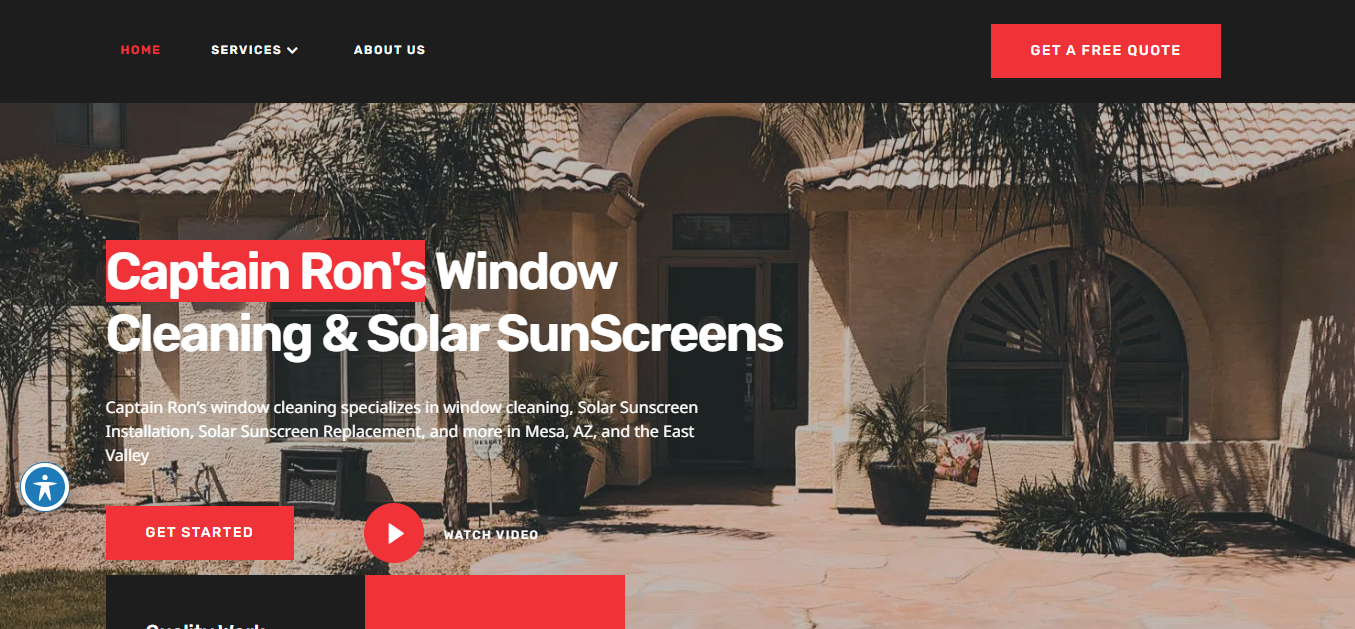 HOME SERVICES ABOUT US GET A FREE QUOTE
Captain Ron's Window
Cleaning & Solar SunScreens
Captain Ron’s window cleaning specializes in window cleaning, Solar Sunscreen
Installation, Solar Sunscreen Replacement, and more in Mesa, AZ, and the East
Valley
GET STARTED WATCH VIDEO
Quality Work